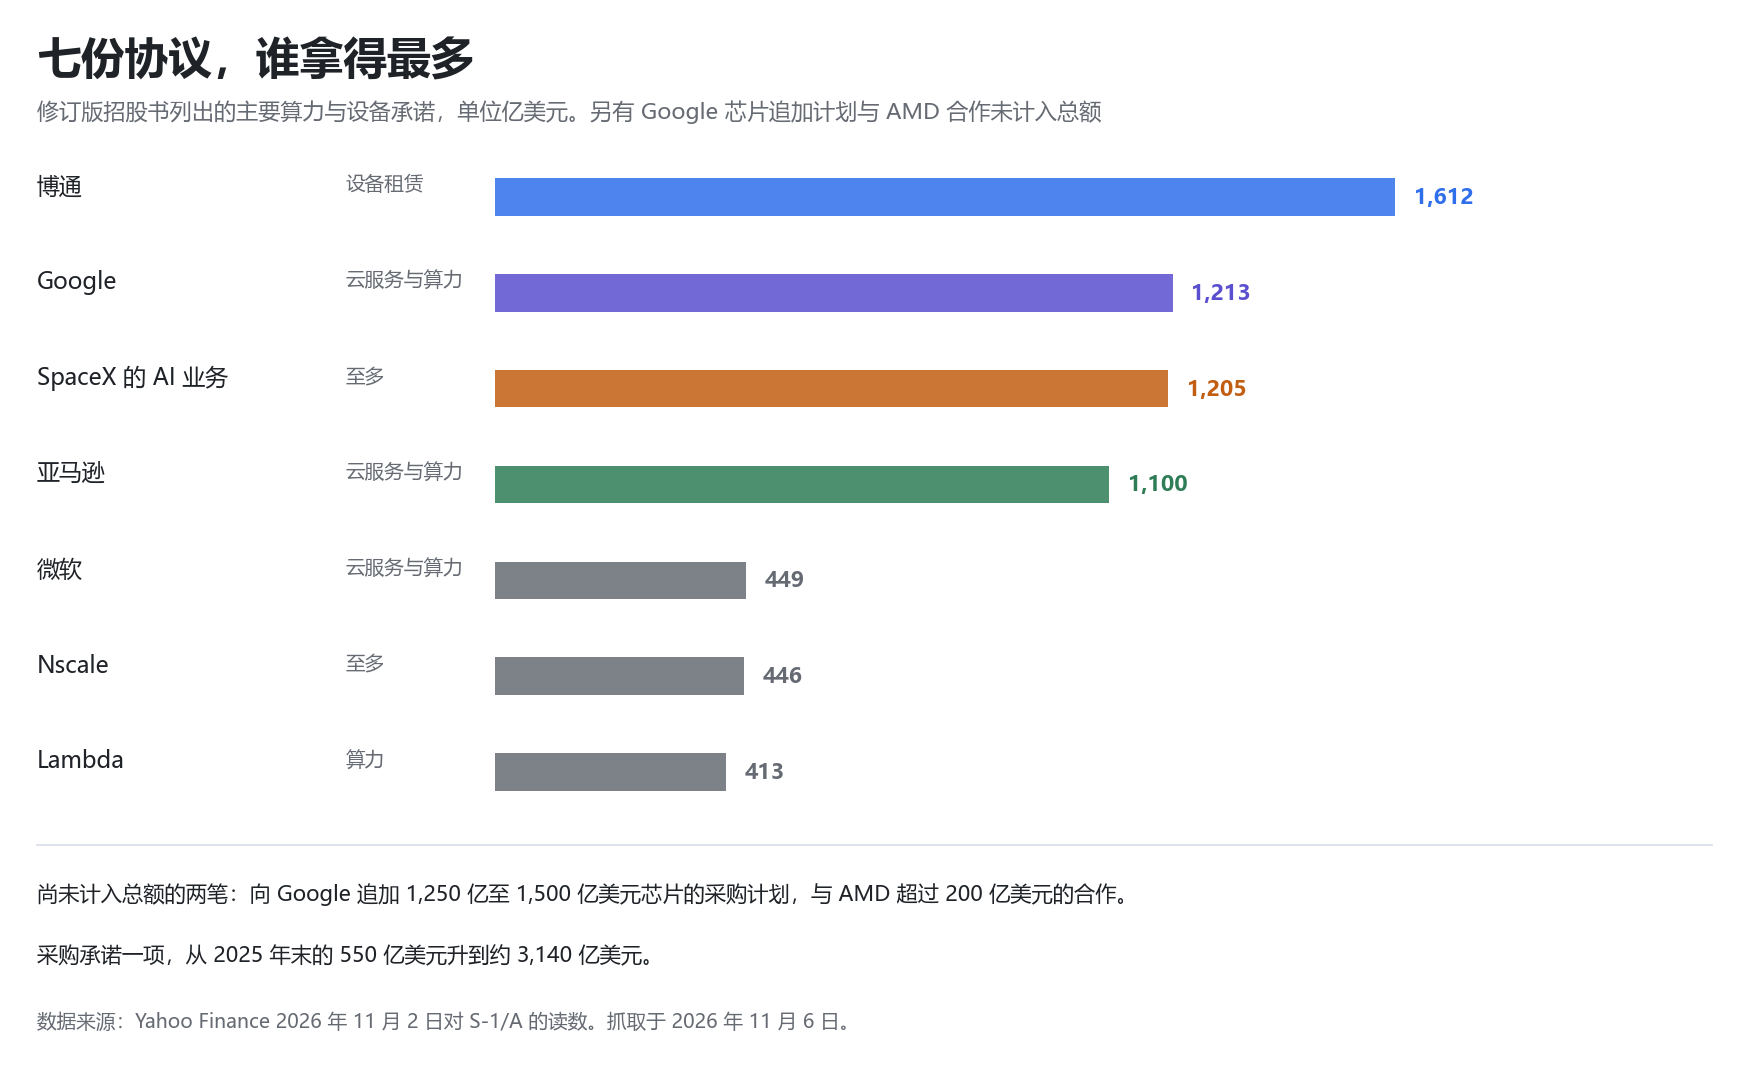 七份协议，谁拿得最多
修订版招股书列出的主要算力与设备承诺，单位亿美元。另有 Google 芯片追加计划与 AMD 合作未计入总额
博通 设备租赁 1,612
Google 云服务与算力 1,213
SpaceX 的 AI 业务 至多 1,205
亚马逊 云服务与算力 1,100
微软 云服务与算力 449
Nscale 至多 446
Lambda 算力 413
尚未计入总额的两笔：向 Google 追加 1,250 亿至 1,500 亿美元芯片的采购计划，与 AMD 超过 200 亿美元的合作。
采购承诺一项，从 2025 年末的 550 亿美元升到约 3,140 亿美元。
数据来源：Yahoo Finance 2026 年 11 月 2 日对 S-1/A 的读数。抓取于 2026 年 11 月 6 日。